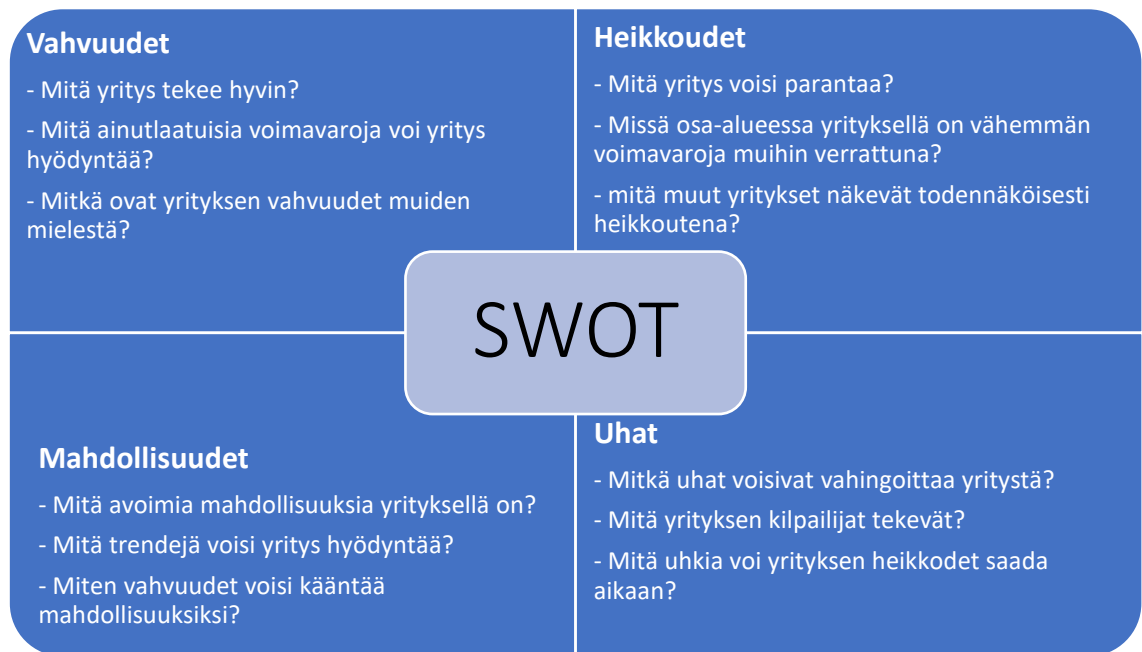 Vahvuudet
- Mitä yritys tekee hyvin?
- Mitä ainutlaatuisia voimavaroja voi yritys
hyödyntää?
- Mitkä ovat yrityksen vahvuudet muiden
mielestä?
Heikkoudet
- Mitä yritys voisi parantaa?
- Missä osa-alueessa yrityksellä on vähemmän
voimavaroja muihin verrattuna?
- mitä muut yritykset näkevät todennäköisesti
heikkoutena?
SWOT
Mahdollisuudet
- Mitä avoimia mahdollisuuksia yrityksellä on?
- Mitä trendejä voisi yritys hyödyntää?
- Miten vahvuudet voisi kääntää
mahdollisuuksiksi?
Uhat
- Mitkä uhat voisivat vahingoittaa yritystä?
- Mitä yrityksen kilpailijat tekevät?
- Mitä uhkia voi yrityksen heikkodet saada
aikaan?